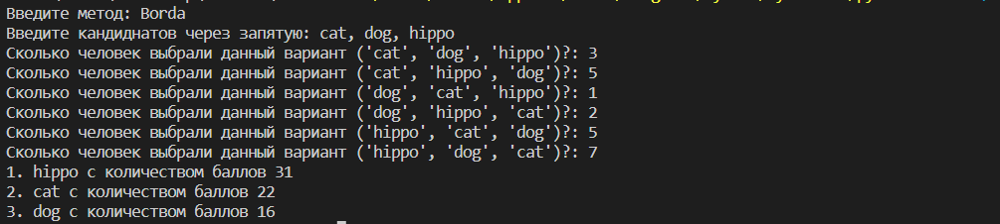 Введите метод: Borda
Введите кандиднатов через запятую: cat, dog, hippo
Сколько человек выбрали данный вариант ('cat', 'dog', 'hippo')?: 3
Сколько человек выбрали данный вариант ('cat', 'hippo', 'dog')?: 5
Сколько человек выбрали данный вариант ('dog', 'cat', 'hippo')?: 1
Сколько человек выбрали данный вариант ('dog', 'hippo', 'cat')?: 2
Сколько человек выбрали данный вариант ('hippo', 'cat', 'dog')?: 5
Сколько человек выбрали данный вариант ('hippo', 'dog', 'cat')?: 7
1. hippo с количеством баллов 31
2. cat с количеством баллов 22
3. dog с количеством баллов 16